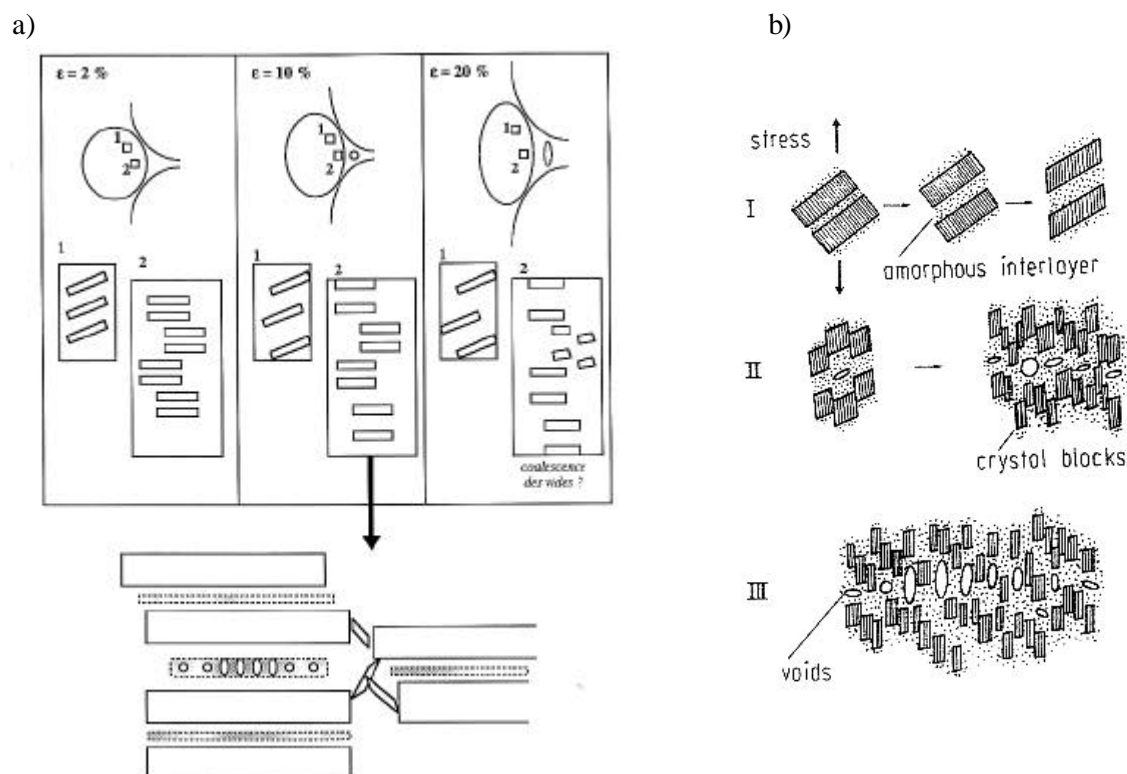 a)
b)
ε = 2 %
ε = 10 %
ε = 20 %
1
2
1
2
1
2
1
2
1
2
1
2
coalescence
des vides ?
stress
I
amorphous interlayer
II
crystal blocks
III
voids